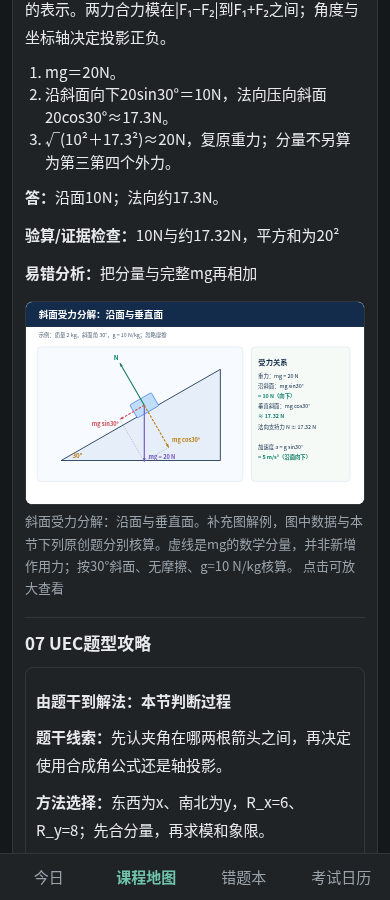 的表示。两力合力模在|F₁−F₂|到F₁+F₂之间；角度与
坐标轴决定投影正负。
1. mg＝20N。
2. 沿斜面向下20sin30°＝10N，法向压向斜面
20cos30°≈17.3N。
3. √(10²＋17.3²)≈20N，复原重力；分量不另算
为第三第四个外力。
答：沿面10N；法向约17.3N。
验算/证据检查：10N与约17.32N，平方和为20²
易错分析：把分量与完整mg再相加
斜面受力分解：沿面与垂直面
示例：质量 2 kg，斜面角 30°，g = 10 N/kg；忽略摩擦
N
mg sin30°
mg cos30°
30°
mg = 20 N
受力关系
重力：mg = 20 N
沿斜面：mg sin30°
= 10 N（向下）
垂直斜面：mg cos30°
≈ 17.32 N
法向支持力 N ≈ 17.32 N
加速度 a = g sin30°
= 5 m/s²（沿面向下）
斜面受力分解：沿面与垂直面。补充图解例，图中数据与本
节下列原创题分别核算。虚线是mg的数学分量，并非新增
作用力；按30°斜面、无摩擦、g=10 N/kg核算。 点击可放
大查看
07 UEC题型攻略
由题干到解法：本节判断过程
题干线索：先认夹角在哪两根箭头之间，再决定
使用合成角公式还是轴投影。
方法选择：东西为x、南北为y，R_x=6、
R_y=8；先合分量，再求模和象限。
今日
课程地图
错题本
考试日历